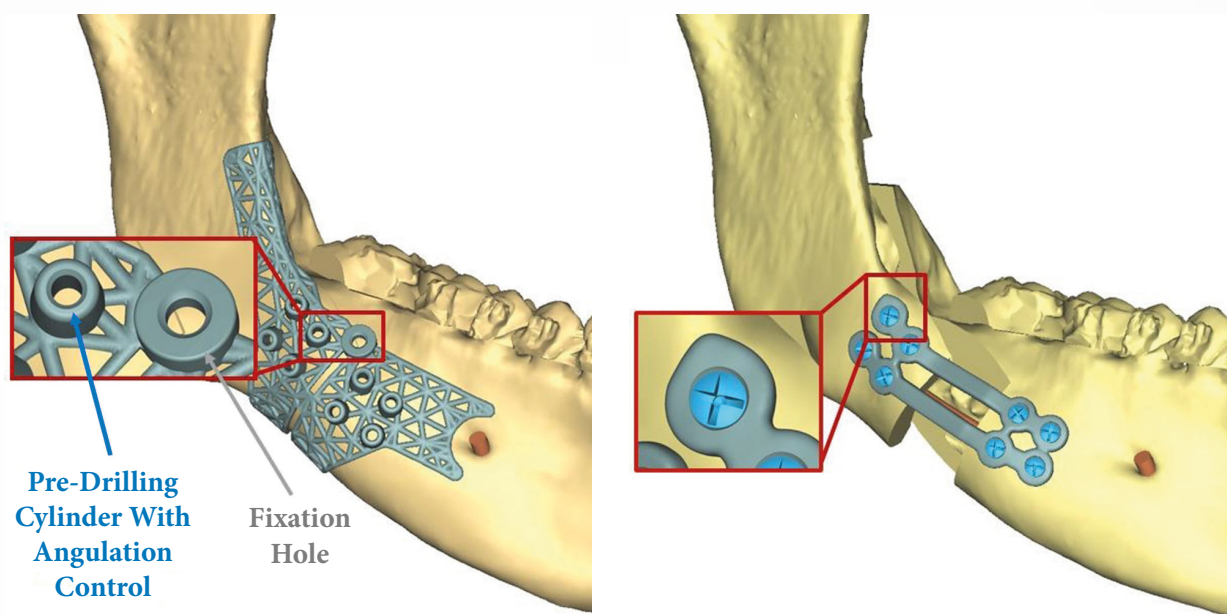 Pre-Drilling
Cylinder With
Angulation
Control
Fixation
Hole